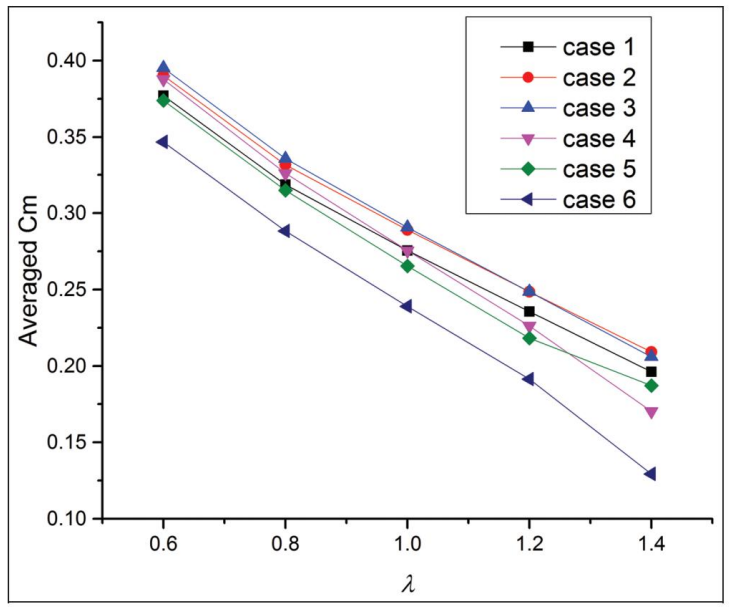 case 1
case 2
case 3
case 4
case 5
case 6
0.40
0.35
0.30
0.25
0.20
0.15
0.10
Averaged Cm
0.6 0.8 1.0 1.2 1.4
λ